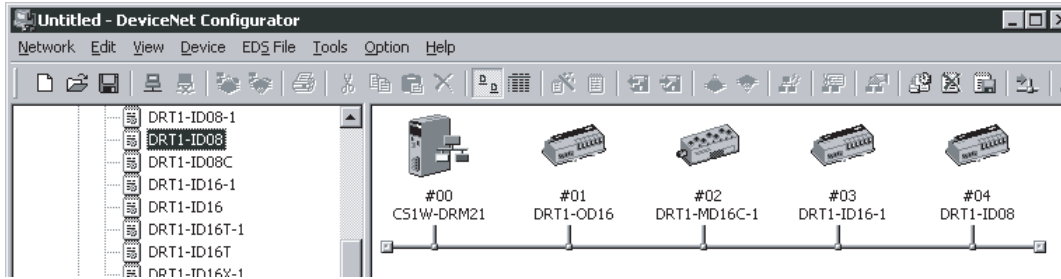 Untitled - DeviceNet Configurator
Network Edit View Device EDS File Tools Option Help
DRT1-ID08-1
DRT1-ID08
DRT1-ID08C
DRT1-ID16-1
DRT1-ID16
DRT1-ID16T-1
DRT1-ID16T
DRT1-ID16X-1
#00
CS1W-DRM21
#01
DRT1-OD16
#02
DRT1-MD16C-1
#03
DRT1-ID16-1
#04
DRT1-ID08